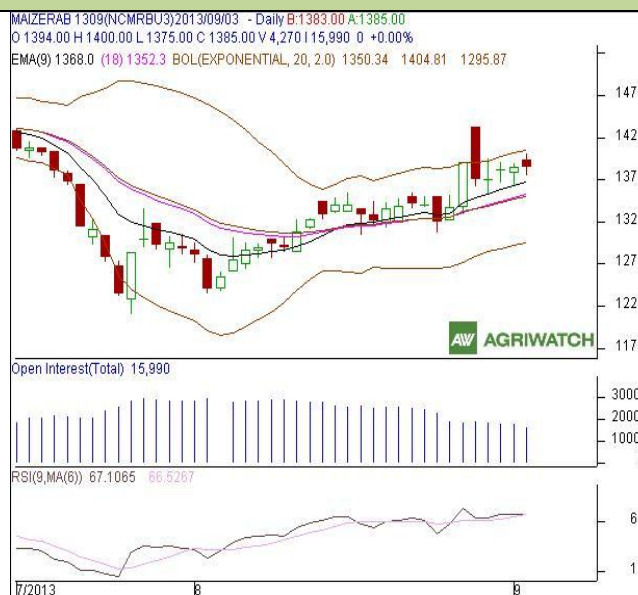 MAIZERAB 1309(NCMRBU3)2013/09/03 - Daily B:1383.00 A:1385.00
O 1394.00 H 1400.00 L 1375.00 C 1385.00 V 4,270 I 15,990 0 +0.00%
EMA(9) 1368.0 (18) 1352.3 BOL(EXPONENTIAL, 20, 2.0) 1350.34 1404.81 1295.87
147
142
137
132
127
122
117
AW AGRIWATCH
Open Interest(Total) 15,990
3000
2000
1000
RSI(9,MA(6)) 67.1065 66.5267
6
1
7/2013 8 9